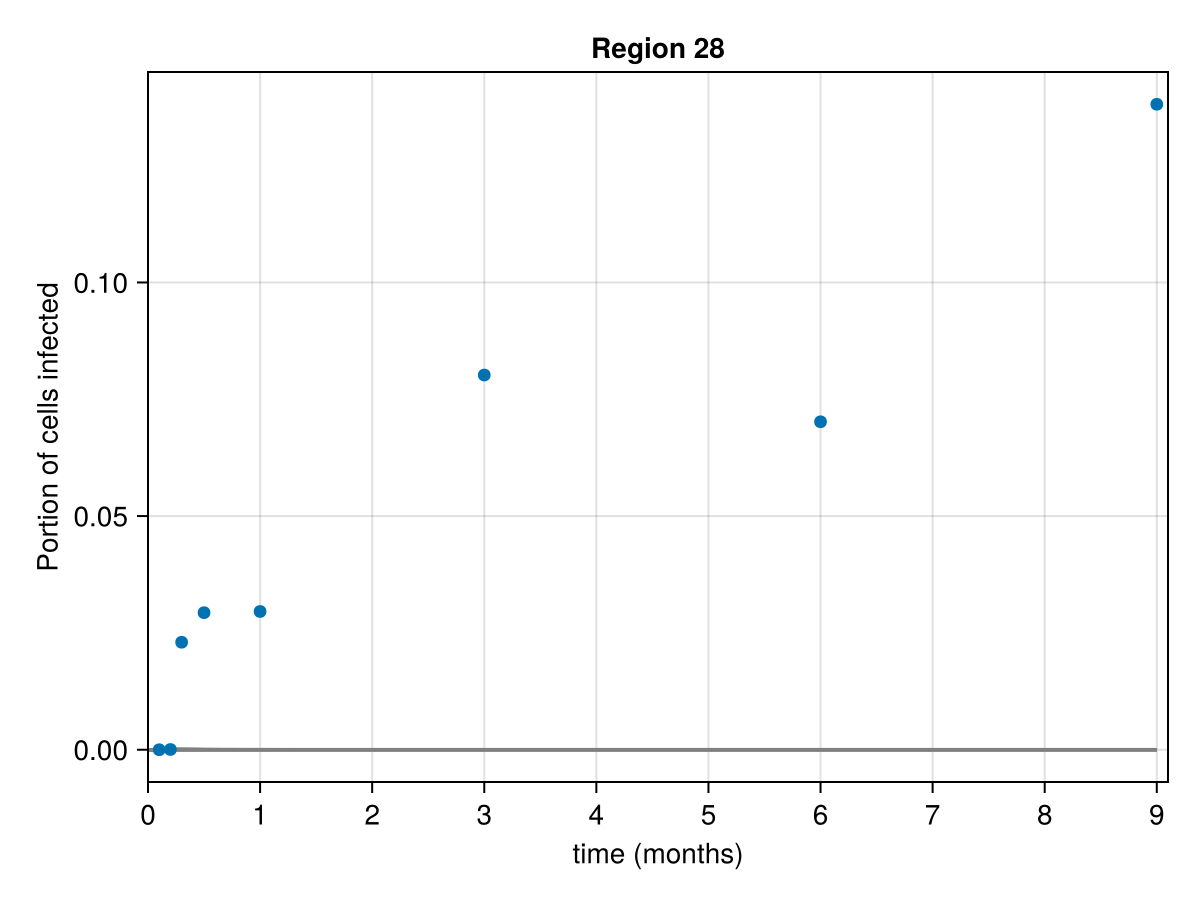 Region 28
Portion of cells infected
0.10
0.05
0.00
0 1 2 3 4 5 6 7 8 9
time (months)